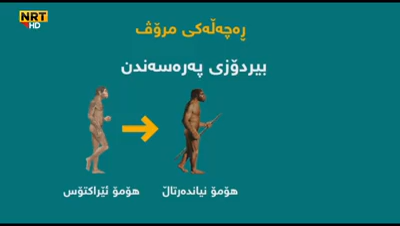 NRT
HD
ڕەچەڵەکی مرۆڤ
بیردۆزی پەرەسەندن
هۆمۆ ئێراکتۆس
هۆمۆ نیاندەرتاڵ